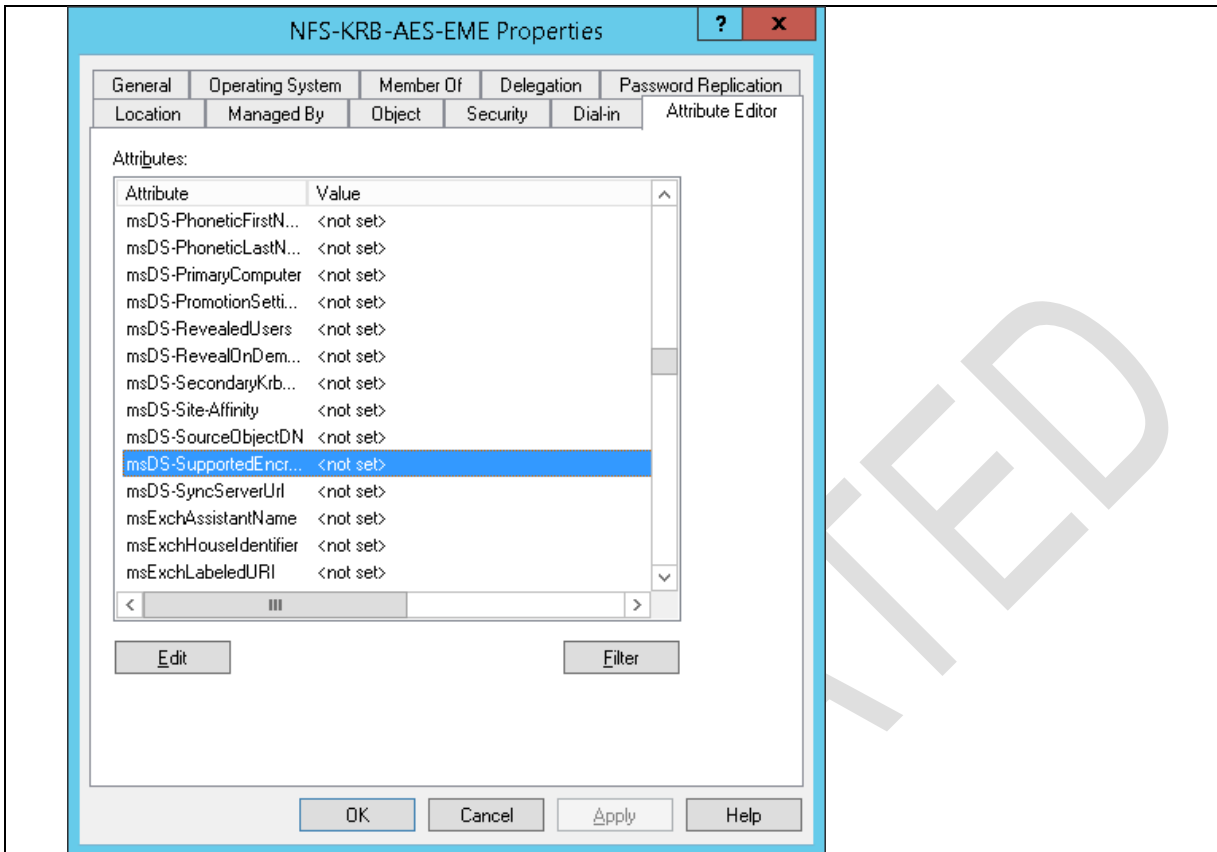 NFS-KRB-AES-EME Properties
? x
General Operating System Member Of Delegation Password Replication
Location Managed By Object Security Dial-in Attribute Editor
Attributes:
Attribute Value
msDS-PhoneticFirstN... <not set>
msDS-PhoneticLastN... <not set>
msDS-PrimaryComputer <not set>
msDS-PromotionSetti... <not set>
msDS-RevealedUsers <not set>
msDS-RevealOnDem... <not set>
msDS-SecondaryKrb... <not set>
msDS-Site-Affinity <not set>
msDS-SourceObjectDN <not set>
msDS-SupportedEncr... <not set>
msDS-SyncServerUrl <not set>
msExchAssistantName <not set>
msExchHouseIdentifier <not set>
msExchLabeledURI <not set>
Edit Filter
OK Cancel Apply Help